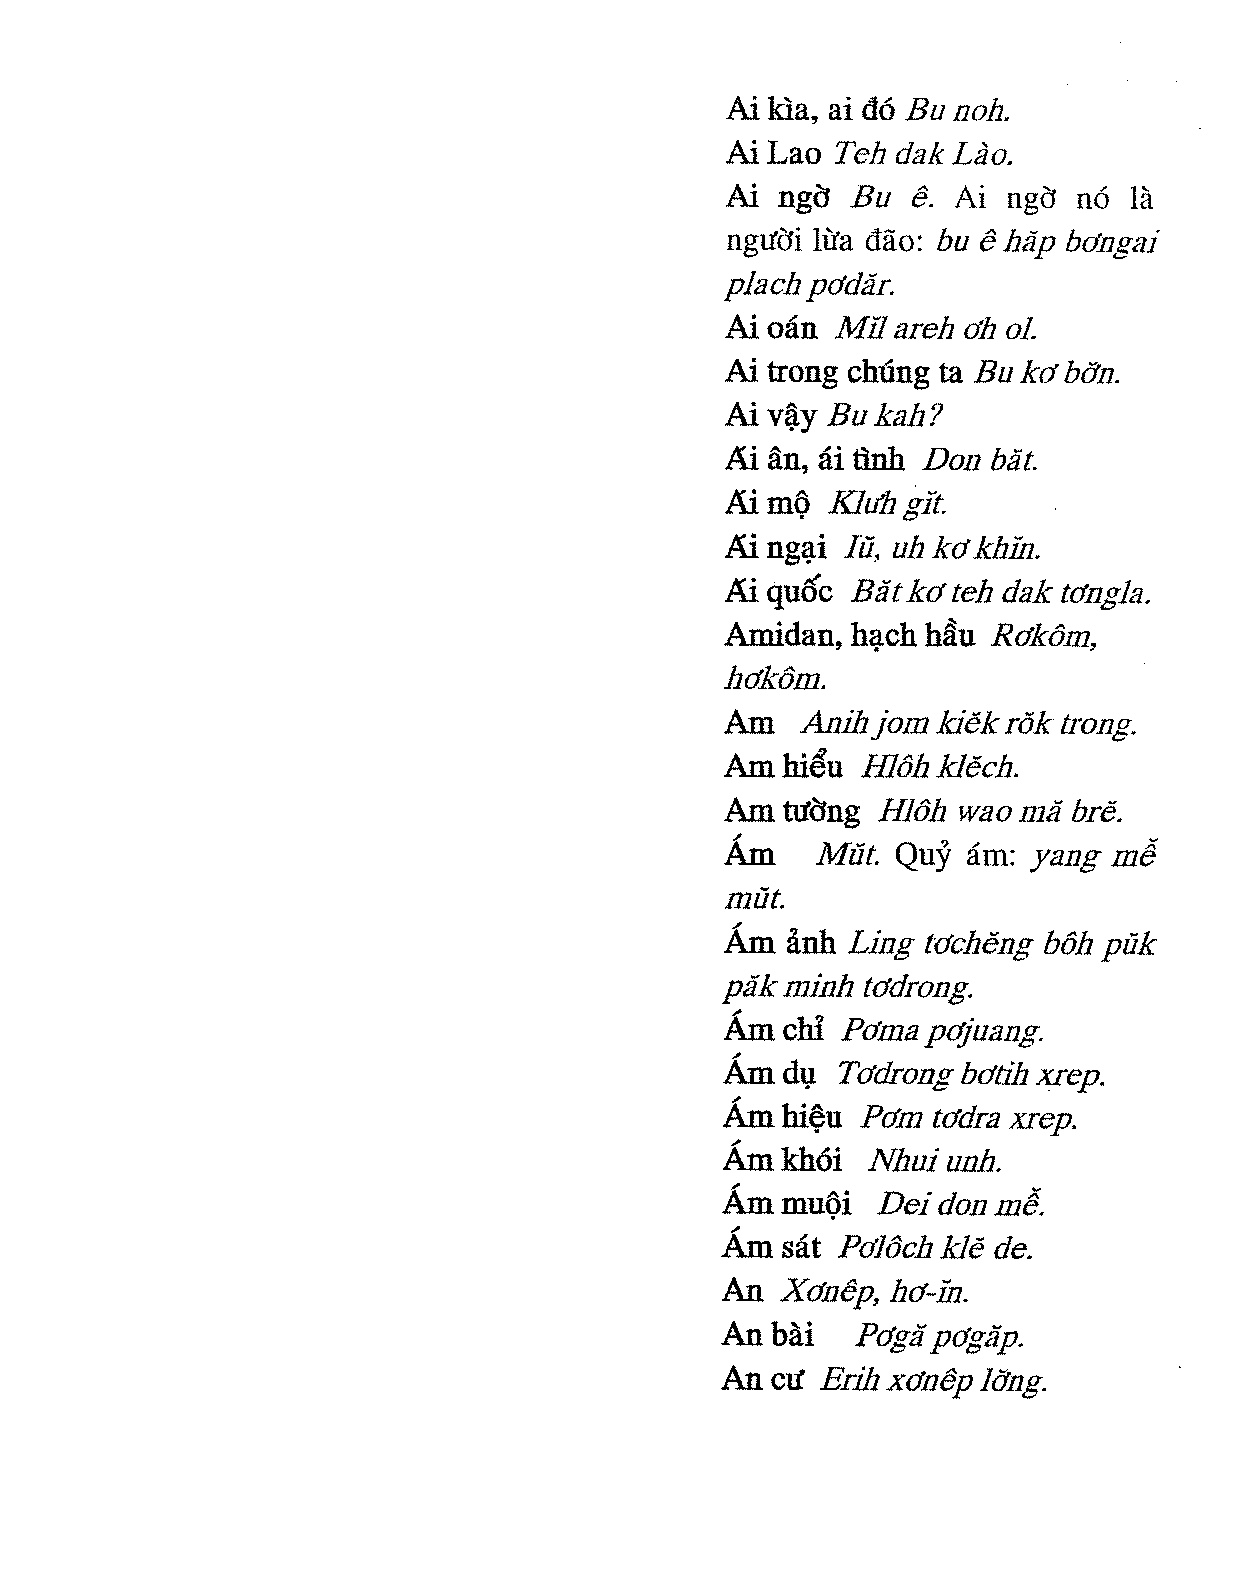 Ai kìa, ai đó Bu noh.
Ai Lao Teh dak Lào.
Ai ngờ Bu ê. Ai ngờ nó là
người lừa đão: bu ê hăp bơngai
plach pơdăr.
Ai oán Mĭl areh ơh ol.
Ai trong chúng ta Bu kơ bơ̆n.
Ai vậy Bu kah?
Ái ân, ái tình Don băt.
Ái mộ Klưh gĭt.
Ái ngại Iŭ, uh kơ khĭn.
Ái quốc Băt kơ teh dak tơngla.
Amidan, hạch hầu Rơkôm,
hơkôm.
Am Anih jom kiĕk rŏk trong.
Am hiểu Hlôh klĕch.
Am tường Hlôh wao mă brĕ.
Ám Mŭt. Quỷ ám: yang mê̆
mŭt.
Ám ảnh Ling tơchĕng bôh pŭk
păk minh tơdrong.
Ám chỉ Pơma pơjuang.
Ám dụ Tơdrong bơtih xrep.
Ám hiệu Pơm tơdra xrep.
Ám khói Nhui unh.
Ám muội Dei don mê̆.
Ám sát Pơlôch klĕ de.
An Xơnêp, hơ-ĭn.
An bài Pơgă pơgăp.
An cư Erih xơnêp lơ̆ng.